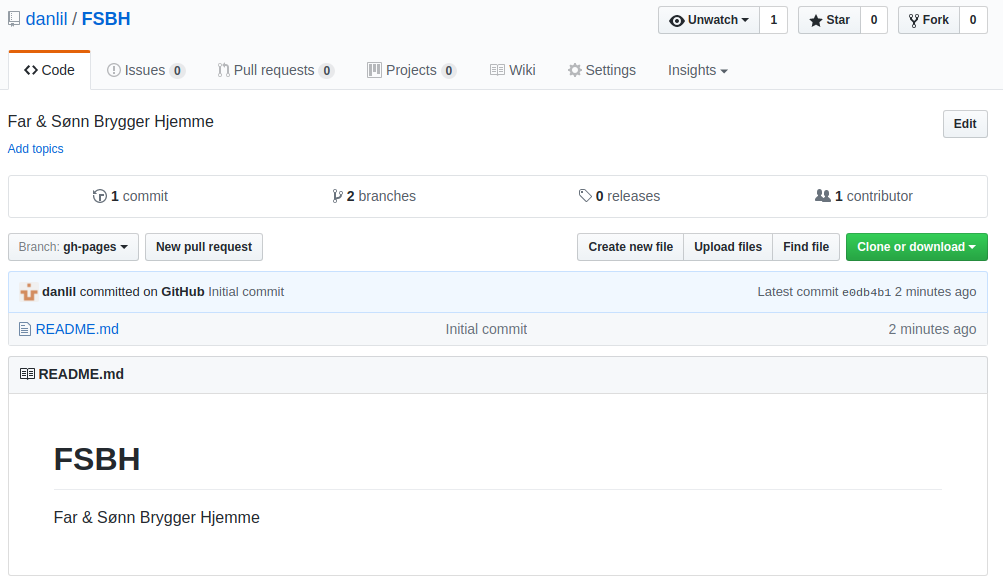 danlil / FSBH Unwatch 1 Star 0 Fork 0
Code Issues 0 Pull requests 0 Projects 0 Wiki Settings Insights
Far & Sønn Brygger Hjemme Edit
Add topics
1 commit 2 branches 0 releases 1 contributor
Branch: gh-pages New pull request Create new file Upload files Find file Clone or download
danlil committed on GitHub Initial commit Latest commit e0db4b1 2 minutes ago
README.md Initial commit 2 minutes ago
README.md
FSBH
Far & Sønn Brygger Hjemme